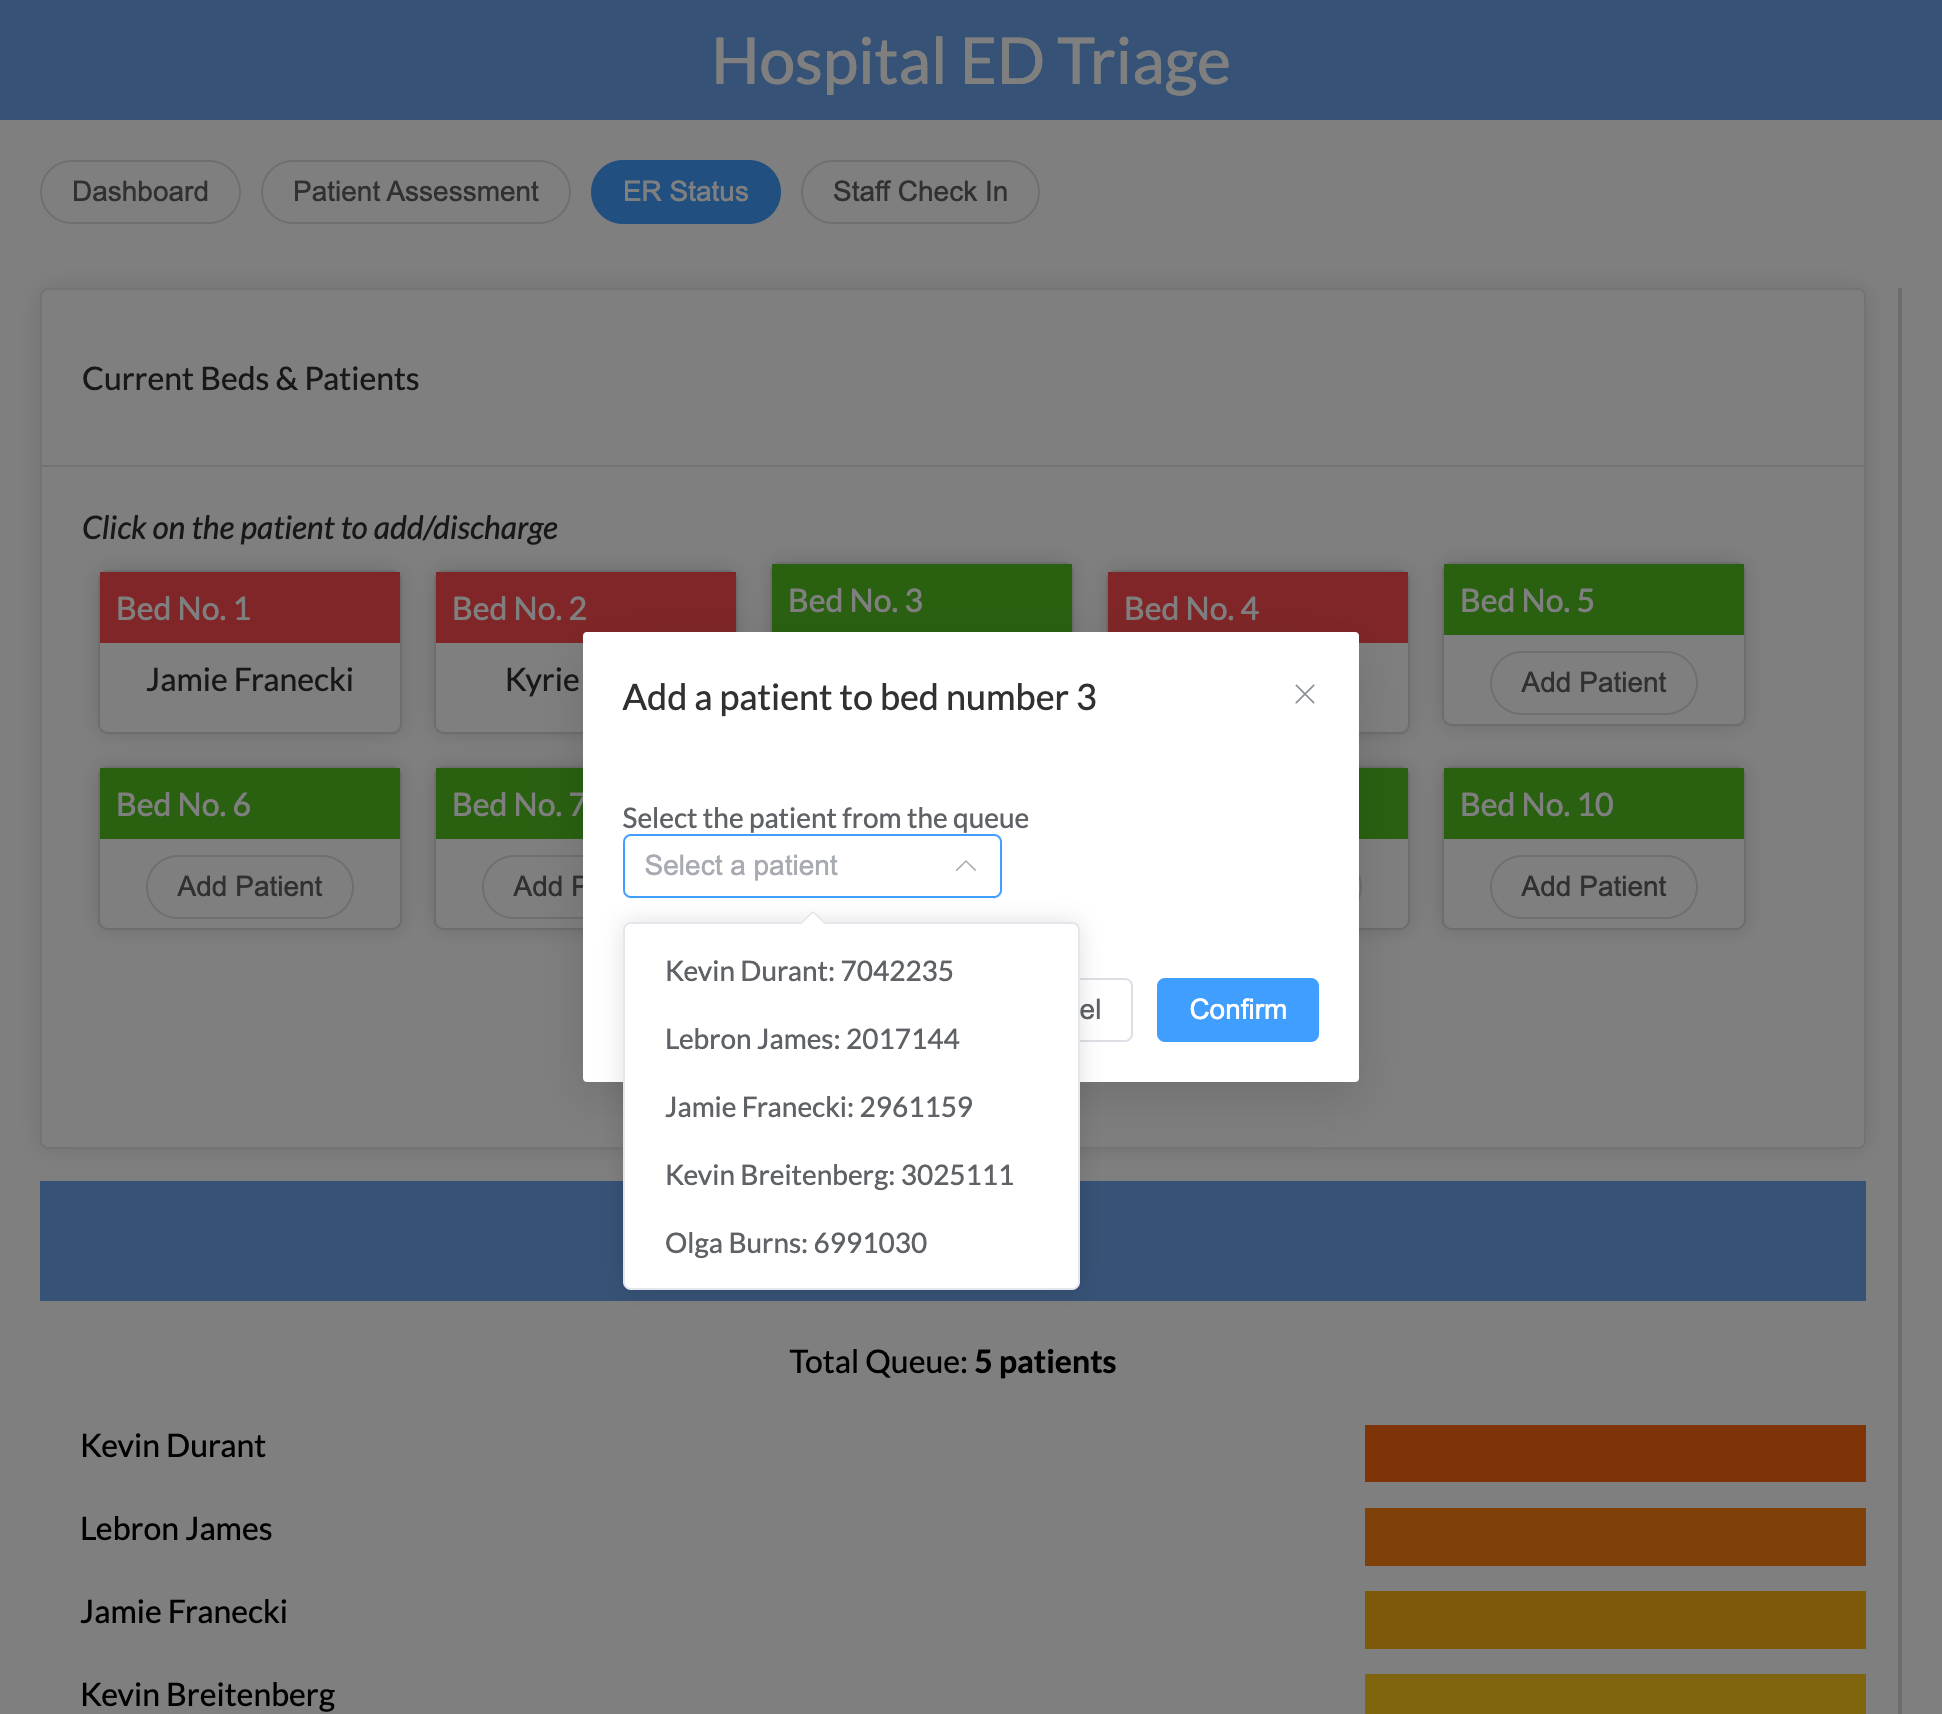 Hospital ED Triage
Dashboard
Patient Assessment
ER Status
Staff Check In
Current Beds & Patients
Click on the patient to add/discharge
Bed No. 1
Bed No. 2
Bed No. 3
Bed No. 4
Bed No. 5
Jamie Franecki
Kyrie
Add Patient
Add a patient to bed number 3
Select the patient from the queue
Select a patient
Kevin Durant: 7042235
Lebron James: 2017144
Jamie Franecki: 2961159
Kevin Breitenberg: 3025111
Olga Burns: 6991030
el
Confirm
Bed No. 6
Bed No. 7
Bed No. 10
Add Patient
Add
Add Patient
Total Queue: 5 patients
Kevin Durant
Lebron James
Jamie Franecki
Kevin Breitenberg